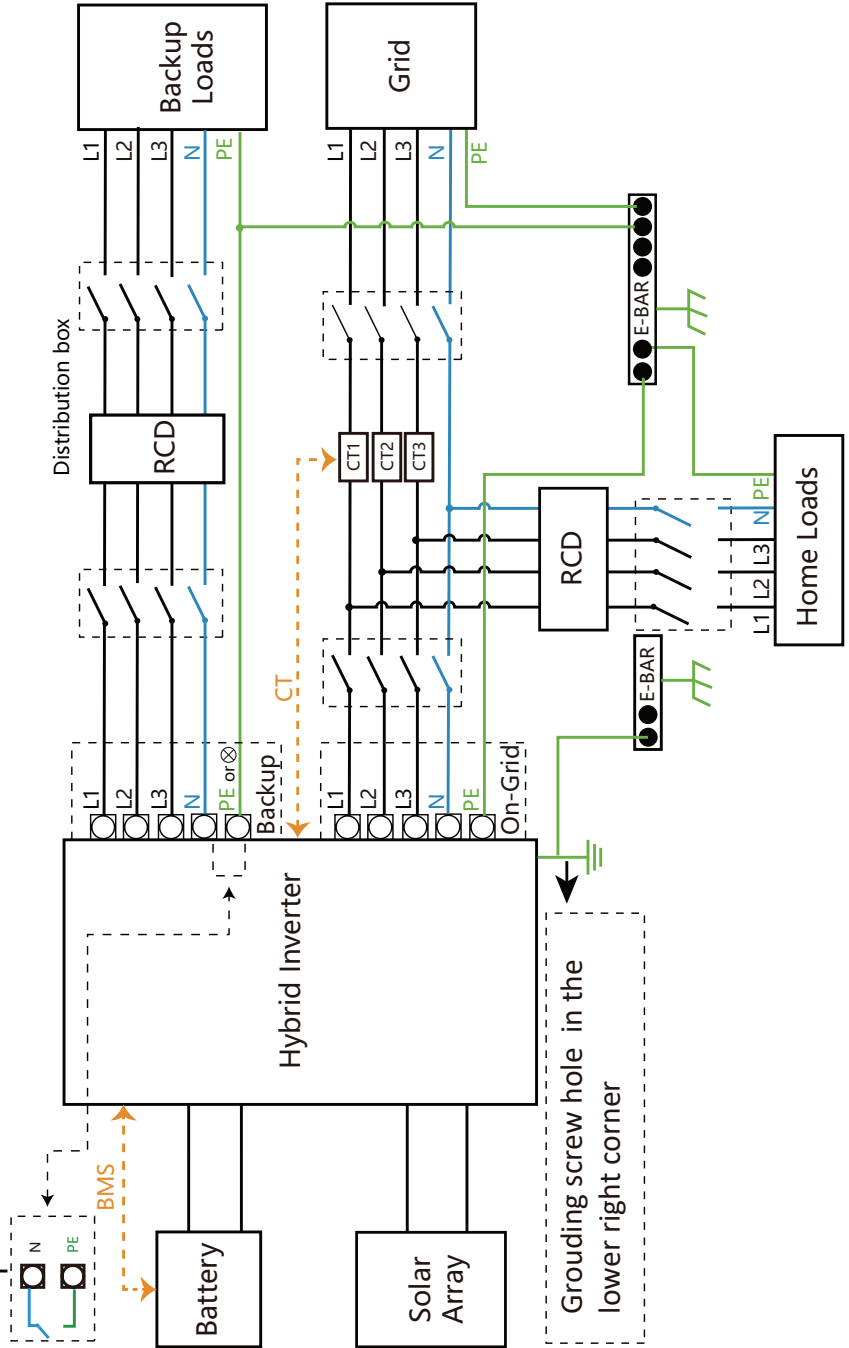 Backup
Loads
Grid
L1
L2
L3
N
PE
L1
L2
L3
N
PE
Distribution box
RCD
CT1
CT2
CT3
E-BAR
RCD
L1
L2
L3
N
PE
Home Loads
E-BAR
CT
L1
L2
L3
N
PE or
Backup
L1
L2
L3
N
PE
On-Grid
Hybrid Inverter
Grouding screw hole in the
lower right corner
BMS
N
PE
Battery
Solar
Array